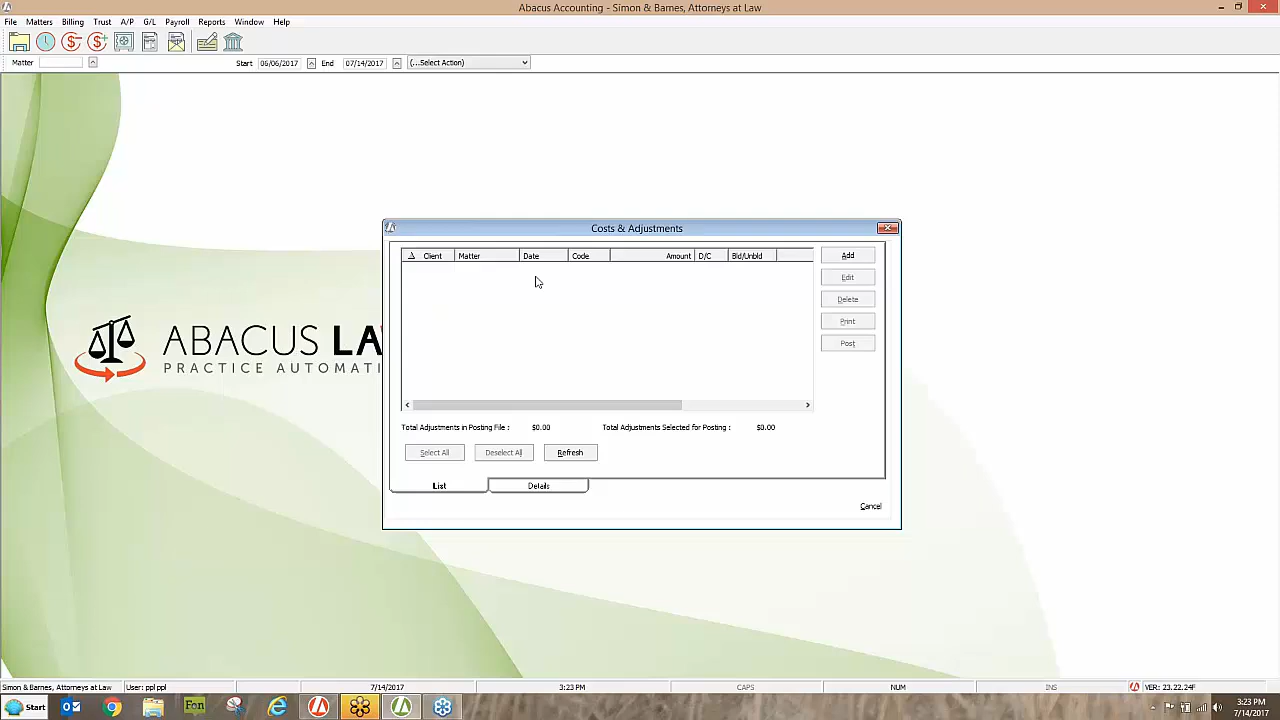 Abacus Accounting - Simon & Barnes, Attorneys at Law
File Matters Billing Trust A/P G/L Payroll Reports Window Help
Matter Start 06/06/2017 End 07/14/2017 (...Select Action)
Costs & Adjustments
Client Matter Date Code Amount D/C Bld/Unbld
Add
Edit
Delete
Print
Post
ABACUS LA
PRACTICE AUTOMATI
Total Adjustments in Posting File : $0.00 Total Adjustments Selected for Posting : $0.00
Select All Deselect All Refresh
List Details
Cancel
Simon & Barnes, Attorneys at Law User: ppl ppl 7/14/2017 3:23 PM CAPS NUM INS VER: 23.22.24F
Start Fon 3:23 PM
7/14/2017